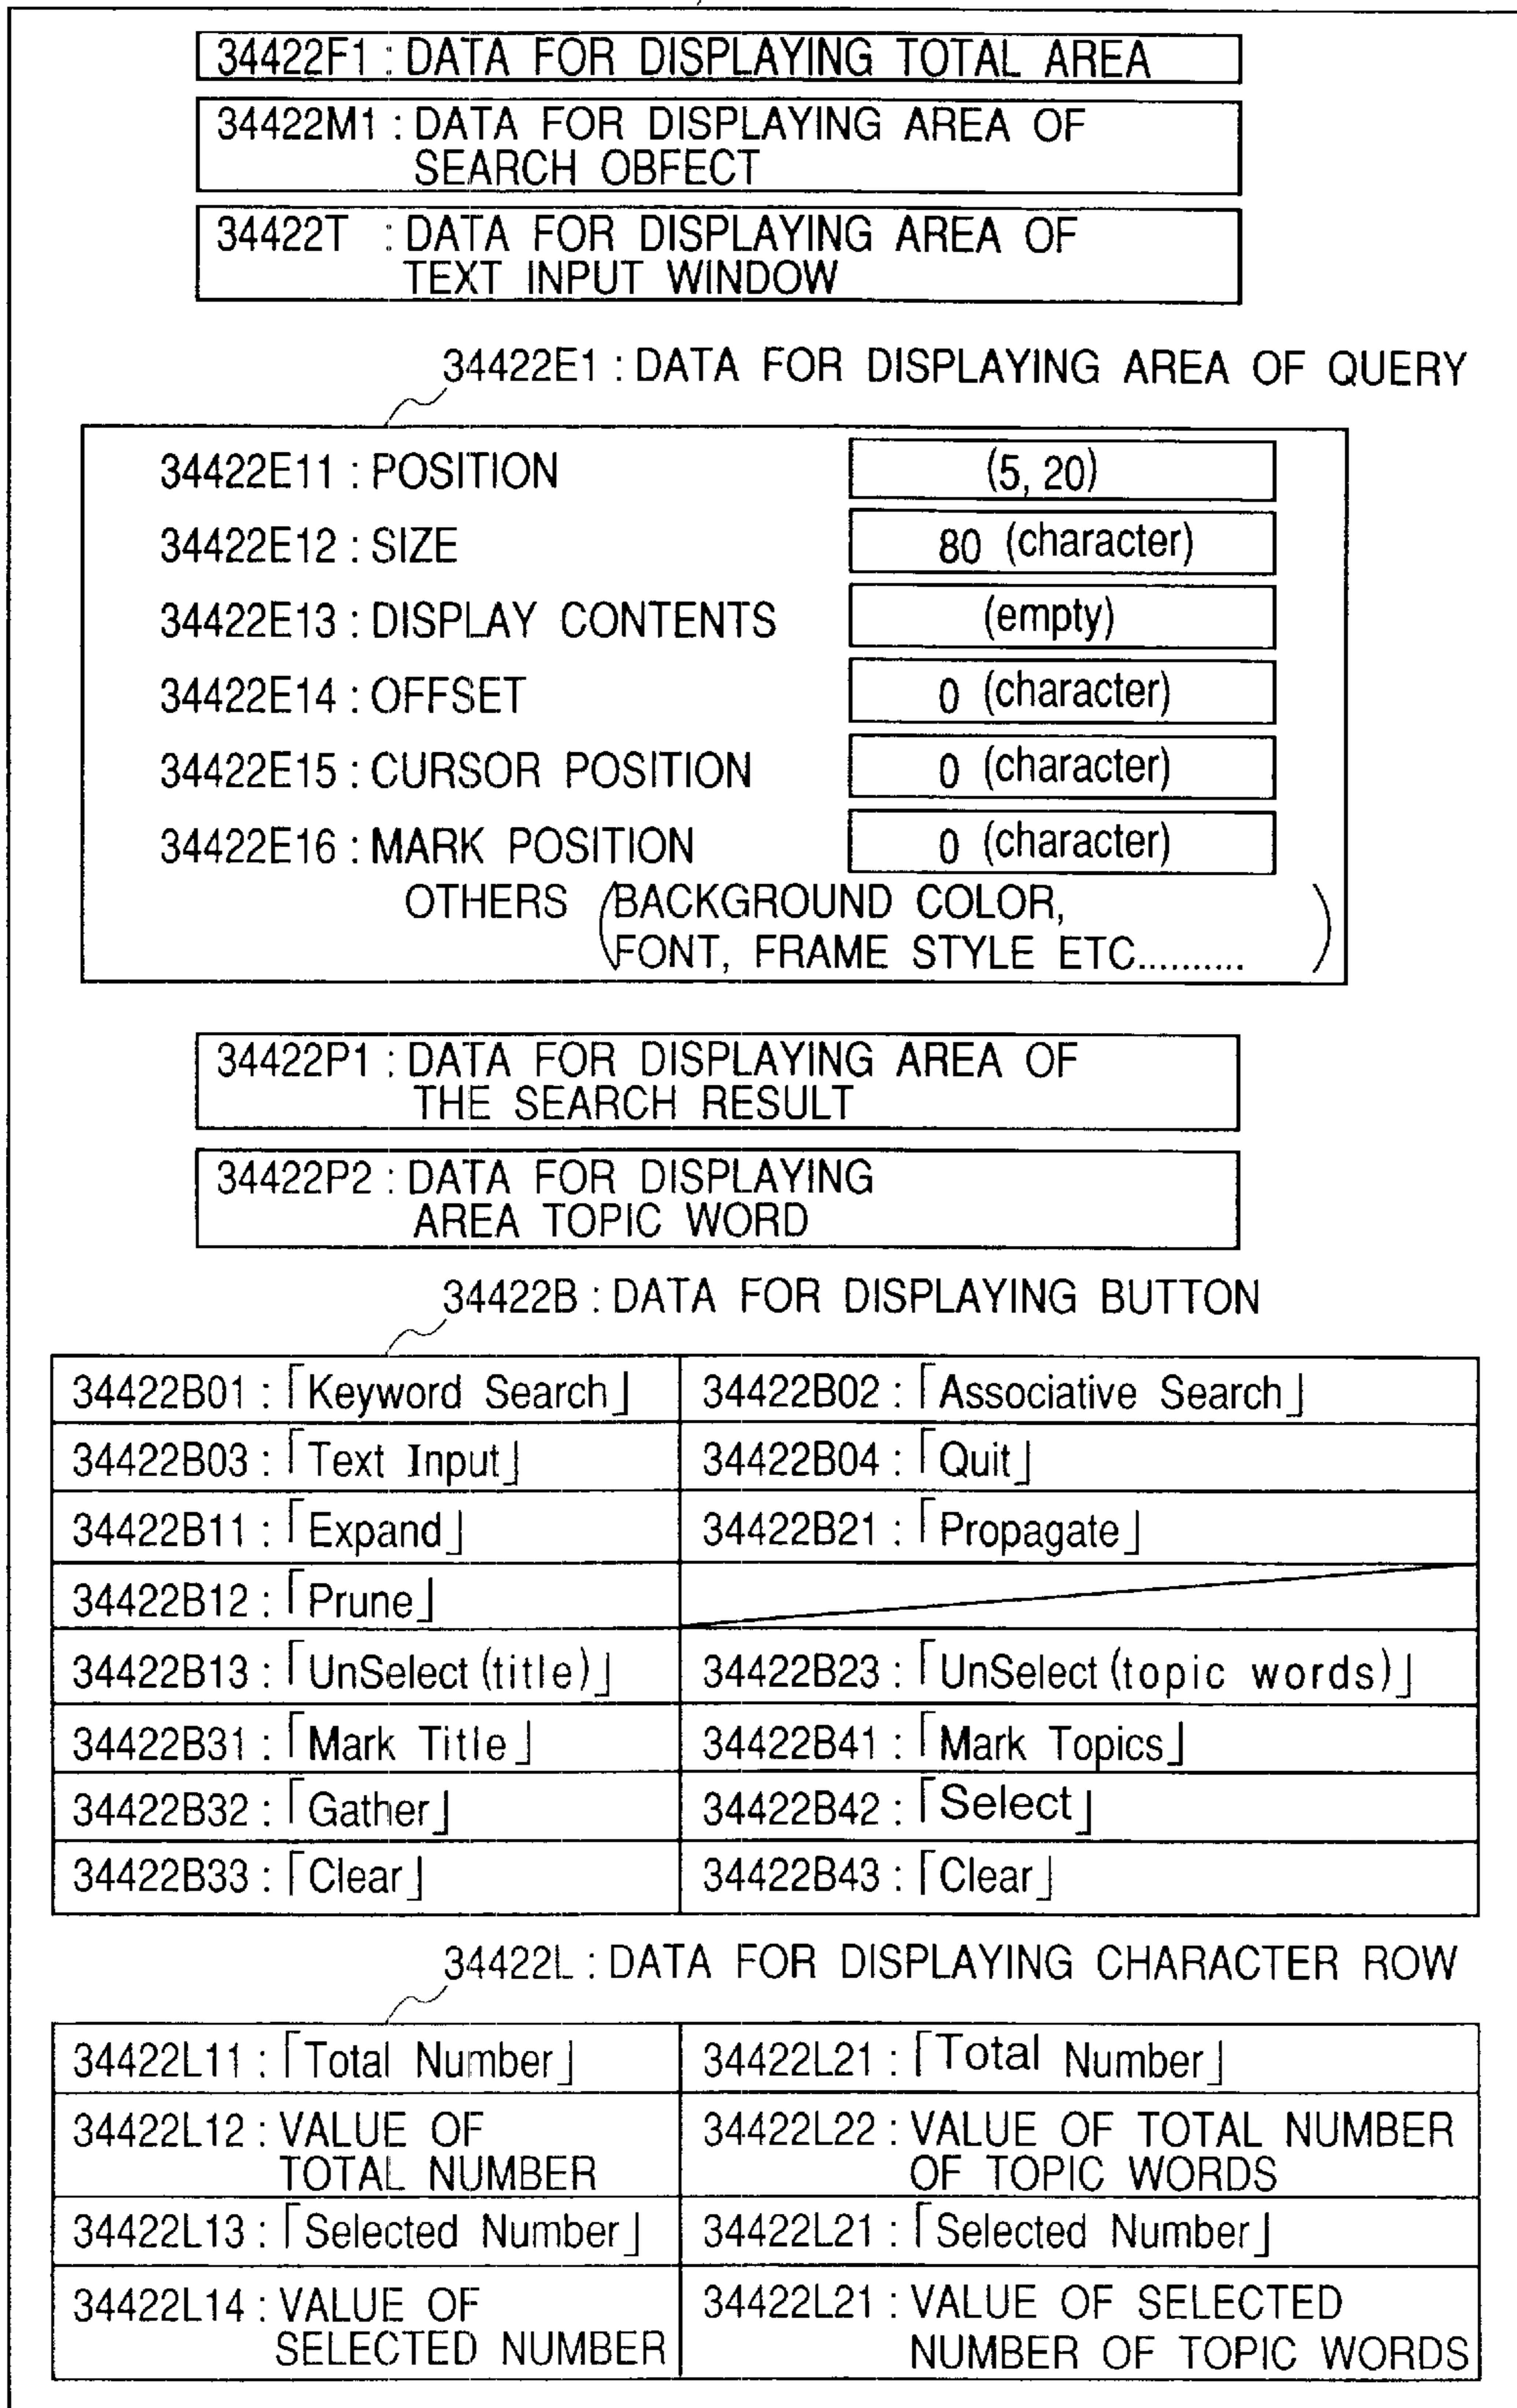 34422F1 : DATA FOR DISPLAYING TOTAL AREA
34422M1 : DATA FOR DISPLAYING AREA OF
SEARCH OBFECT
34422T : DATA FOR DISPLAYING AREA OF
TEXT INPUT WINDOW
34422E1 : DATA FOR DISPLAYING AREA OF QUERY
34422E11 : POSITION (5, 20)
34422E12 : SIZE 80 (character)
34422E13 : DISPLAY CONTENTS (empty)
34422E14 : OFFSET 0 (character)
34422E15 : CURSOR POSITION 0 (character)
34422E16 : MARK POSITION 0 (character)
OTHERS (BACKGROUND COLOR,
FONT, FRAME STYLE ETC.......... )
34422P1 : DATA FOR DISPLAYING AREA OF
THE SEARCH RESULT
34422P2 : DATA FOR DISPLAYING
AREA TOPIC WORD
34422B : DATA FOR DISPLAYING BUTTON
34422B01 :「Keyword Search」 34422B02 :「Associative Search」
34422B03 :「Text Input」 34422B04 :「Quit」
34422B11 :「Expand」 34422B21 :「Propagate」
34422B12 :「Prune」
34422B13 :「UnSelect (title)」 34422B23 :「UnSelect (topic words)」
34422B31 :「Mark Title」 34422B41 :「Mark Topics」
34422B32 :「Gather」 34422B42 :「Select」
34422B33 :「Clear」 34422B43 :「Clear」
34422L : DATA FOR DISPLAYING CHARACTER ROW
34422L11 :「Total Number」 34422L21 :「Total Number」
34422L12 : VALUE OF 34422L22 : VALUE OF TOTAL NUMBER
TOTAL NUMBER OF TOPIC WORDS
34422L13 :「Selected Number」 34422L21 :「Selected Number」
34422L14 : VALUE OF 34422L21 : VALUE OF SELECTED
SELECTED NUMBER NUMBER OF TOPIC WORDS